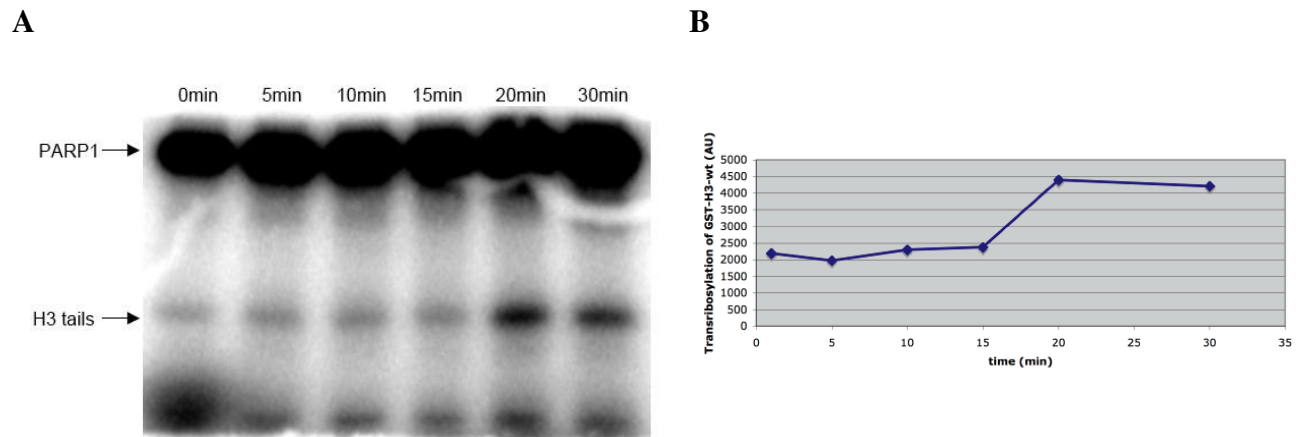 A
B
0min 5min 10min 15min 20min 30min
PARP1
H3 tails
Transribosylation of GST-H3-wt (AU)
5000
4500
4000
3500
3000
2500
2000
1500
1000
500
0
0 5 10 15 20 25 30 35
time (min)